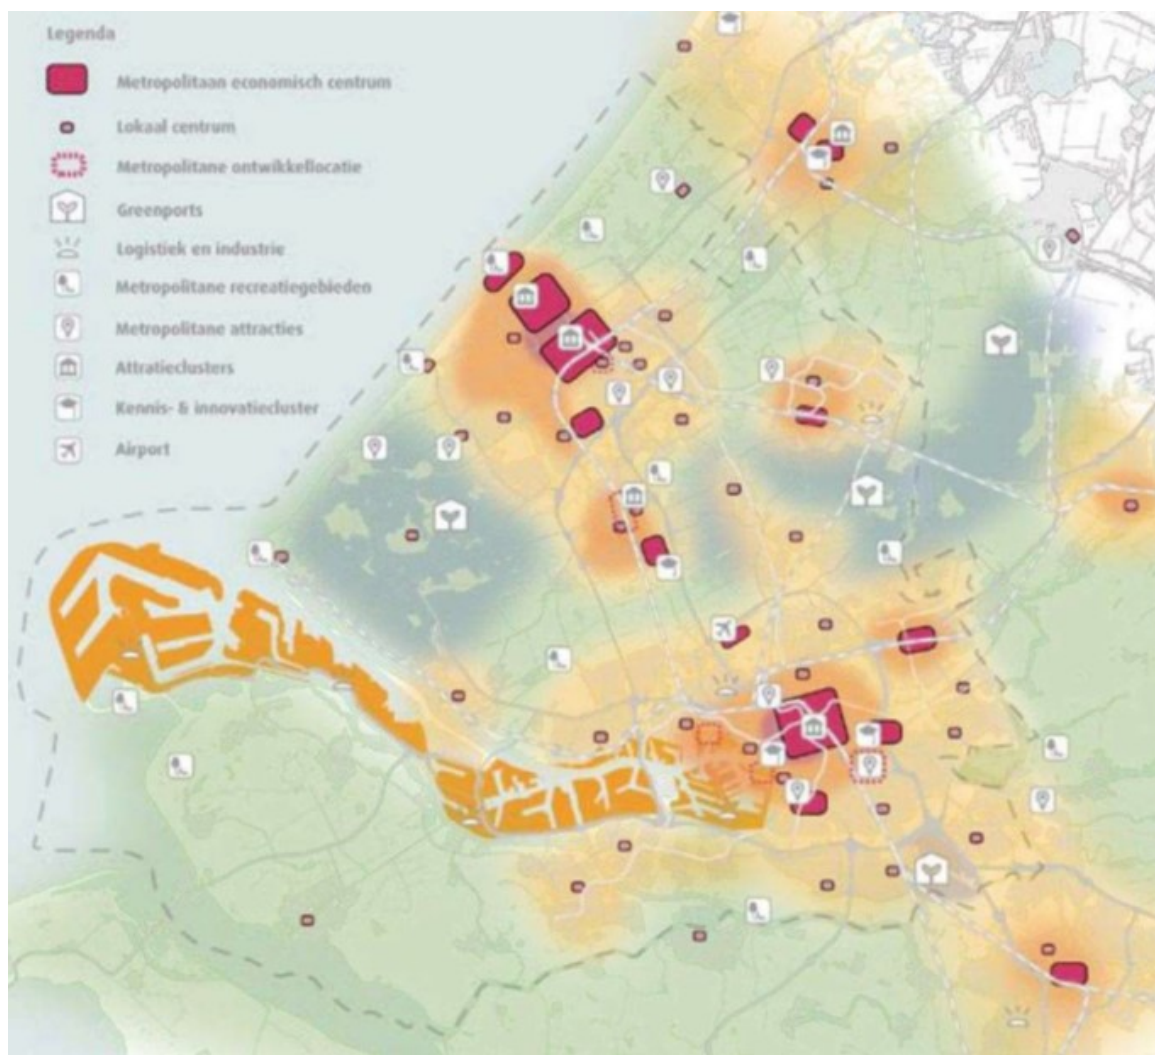 Legenda
Metropolitaan economisch centrum
Lokaal centrum
Metropolitane ontwikkellocatie
Greenports
Logistiek en industrie
Metropolitane recreatiegebieden
Metropolitane attracties
Attratieclusters
Kennis- & innovatiecluster
Airport